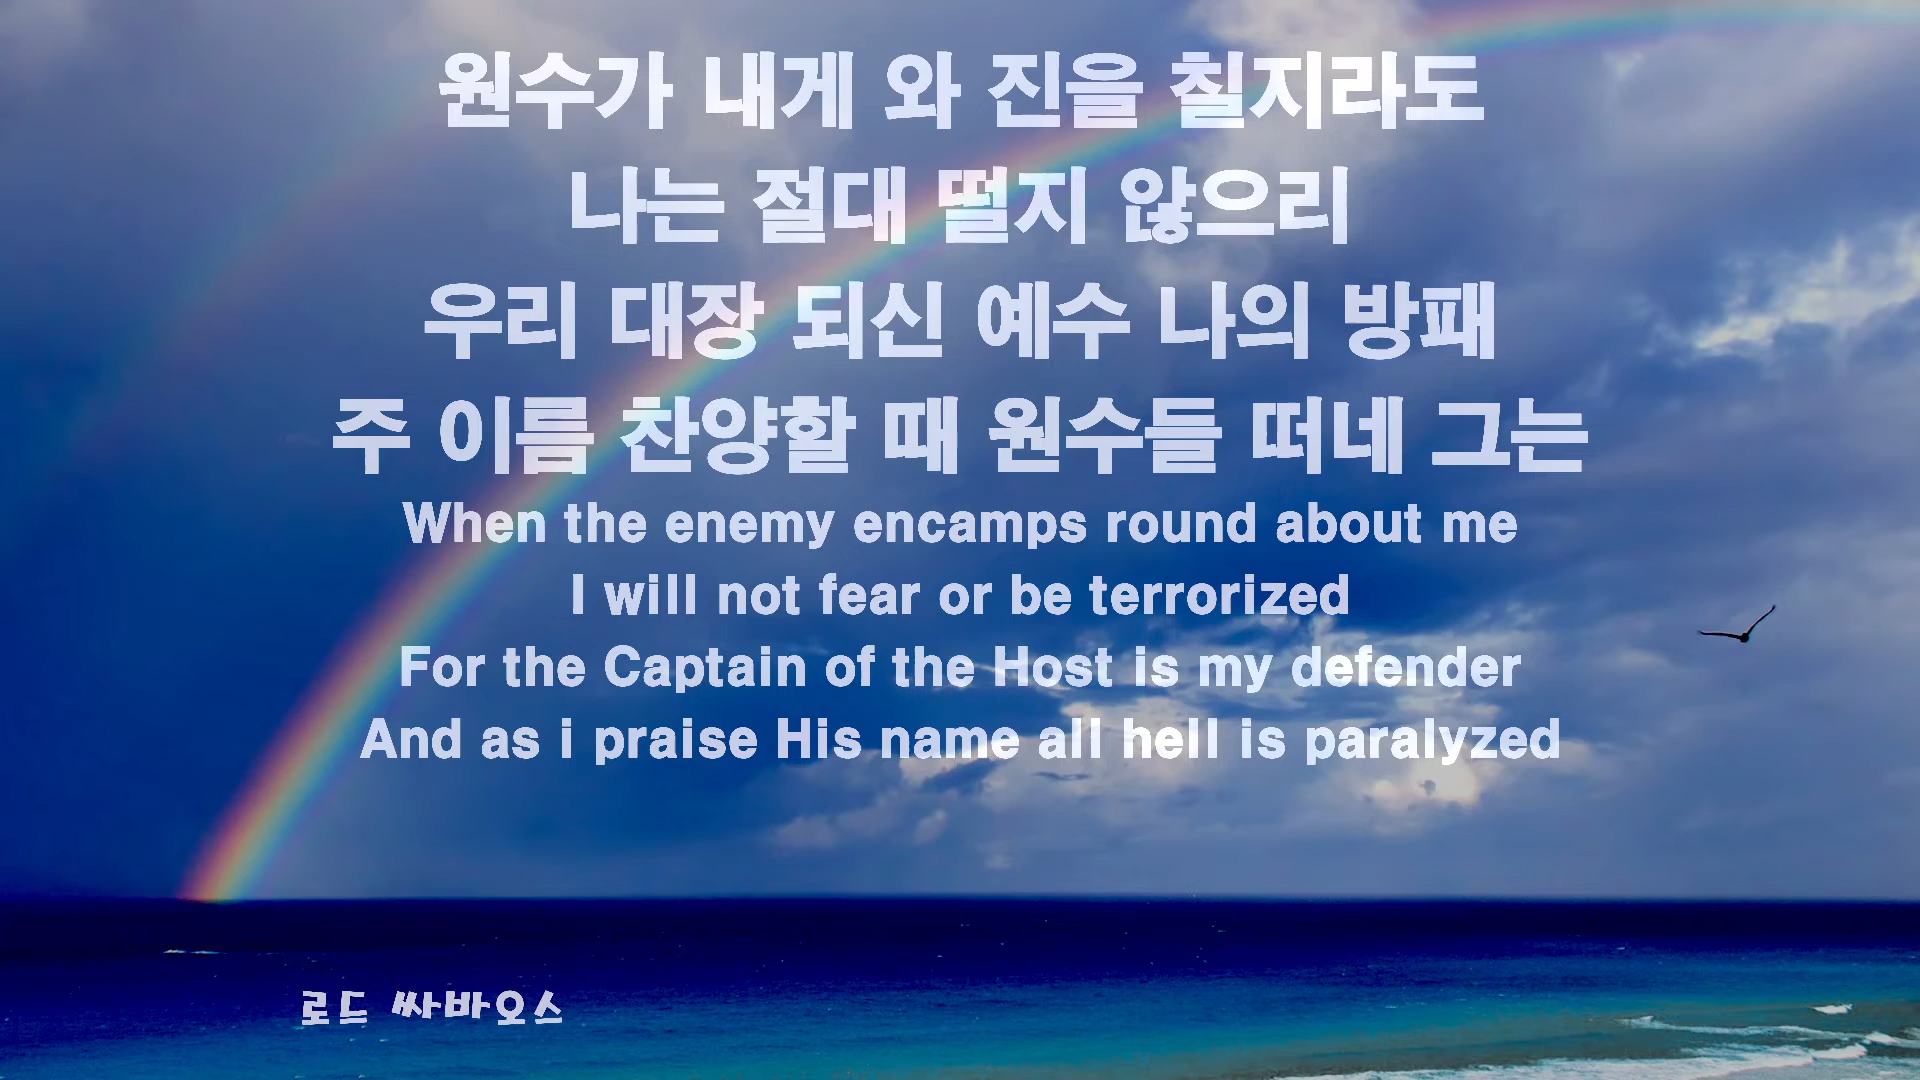 원수가 내게 와 진을 칠지라도
나는 절대 떨지 않으리
우리 대장 되신 예수 나의 방패
주 이름 찬양할 때 원수들 떠네 그는
When the enemy encamps round about me
I will not fear or be terrorized
For the Captain of the Host is my defender
And as i praise His name all hell is paralyzed
로드 싸바오스